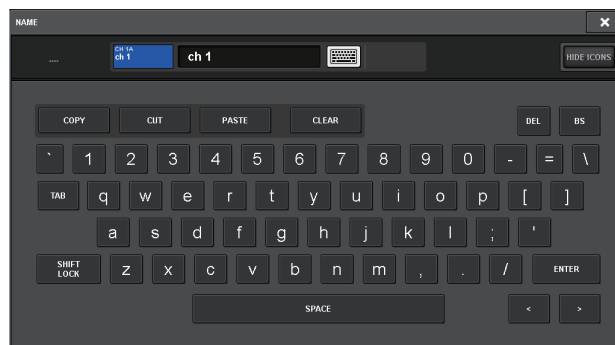 NAME ×
---- CH 1A
ch 1 ch 1 HIDE ICONS
COPY CUT PASTE CLEAR DEL BS
` 1 2 3 4 5 6 7 8 9 0 - = \
TAB q w e r t y u i o p [ ]
a s d f g h j k l ; '
SHIFT LOCK z x c v b n m , . / ENTER
SPACE < >